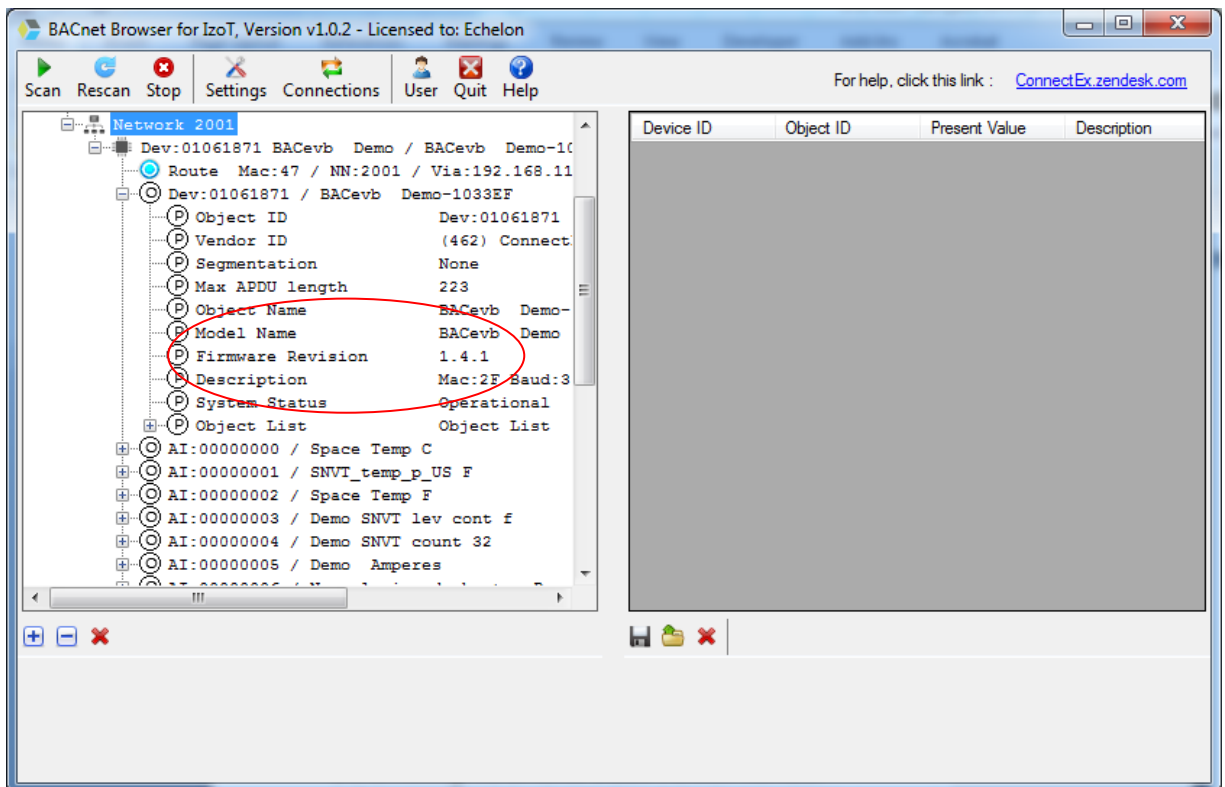 BACnet Browser for IzoT, Version v1.0.2 - Licensed to: Echelon
Scan Rescan Stop Settings Connections User Quit Help
For help, click this link : ConnectEx.zendesk.com
Network 2001
Dev:01061871 BACevb Demo / BACevb Demo-10
Route Mac:47 / NN:2001 / Via:192.168.11
Dev:01061871 / BACevb Demo-1033EF
Object ID Dev:01061871
Vendor ID (462) Connect
Segmentation None
Max APDU length 223
Object Name BACevb Demo-
Model Name BACevb Demo
Firmware Revision 1.4.1
Description Mac:2F Baud:3
System Status Operational
Object List Object List
AI:00000000 / Space Temp C
AI:00000001 / SNVT_temp_p_US F
AI:00000002 / Space Temp F
AI:00000003 / Demo SNVT lev cont f
AI:00000004 / Demo SNVT count 32
AI:00000005 / Demo Amperes
Device ID Object ID Present Value Description